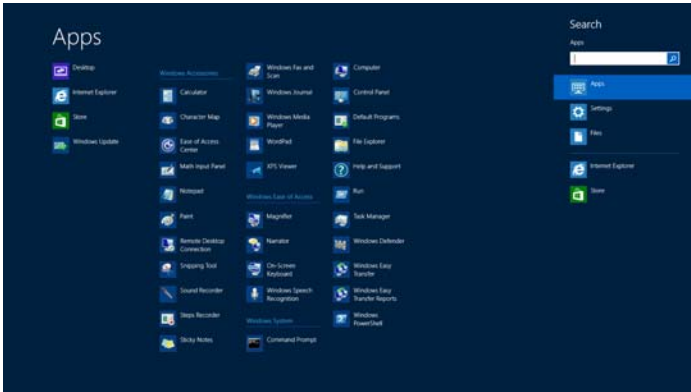 Apps
Desktop
Internet Explorer
Store
Windows Update
Windows Accessories
Calculator
Character Map
Ease of Access
Center
Math Input Panel
Notepad
Paint
Remote Desktop
Connection
Snipping Tool
Sound Recorder
Steps Recorder
Sticky Notes
Windows Fax and
Scan
Windows Journal
Windows Media
Player
WordPad
XPS Viewer
Windows Ease of Access
Magnifier
Narrator
On-Screen
Keyboard
Windows Speech
Recognition
Windows System
Command Prompt
Computer
Control Panel
Default Programs
File Explorer
Help and Support
Run
Task Manager
Windows Defender
Windows Easy
Transfer
Windows Easy
Transfer Reports
Windows
PowerShell
Search
Apps
Apps
Settings
Files
Internet Explorer
Store